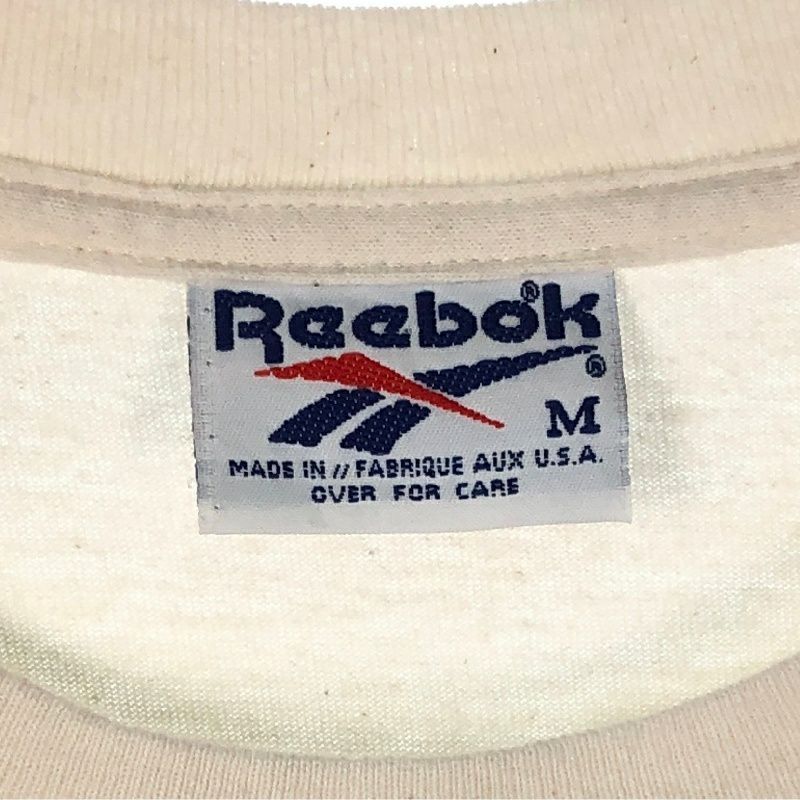 Reebok®
®
M
MADE IN // FABRIQUE AUX U.S.A.
OVER FOR CARE